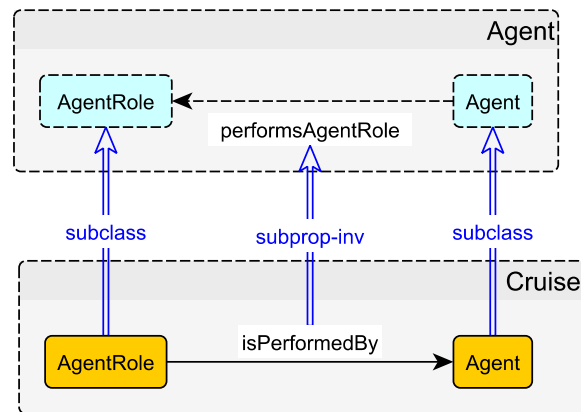 Agent
AgentRole
Agent
performsAgentRole
subclass
subprop-inv
subclass
Cruise
isPerformedBy
AgentRole
Agent